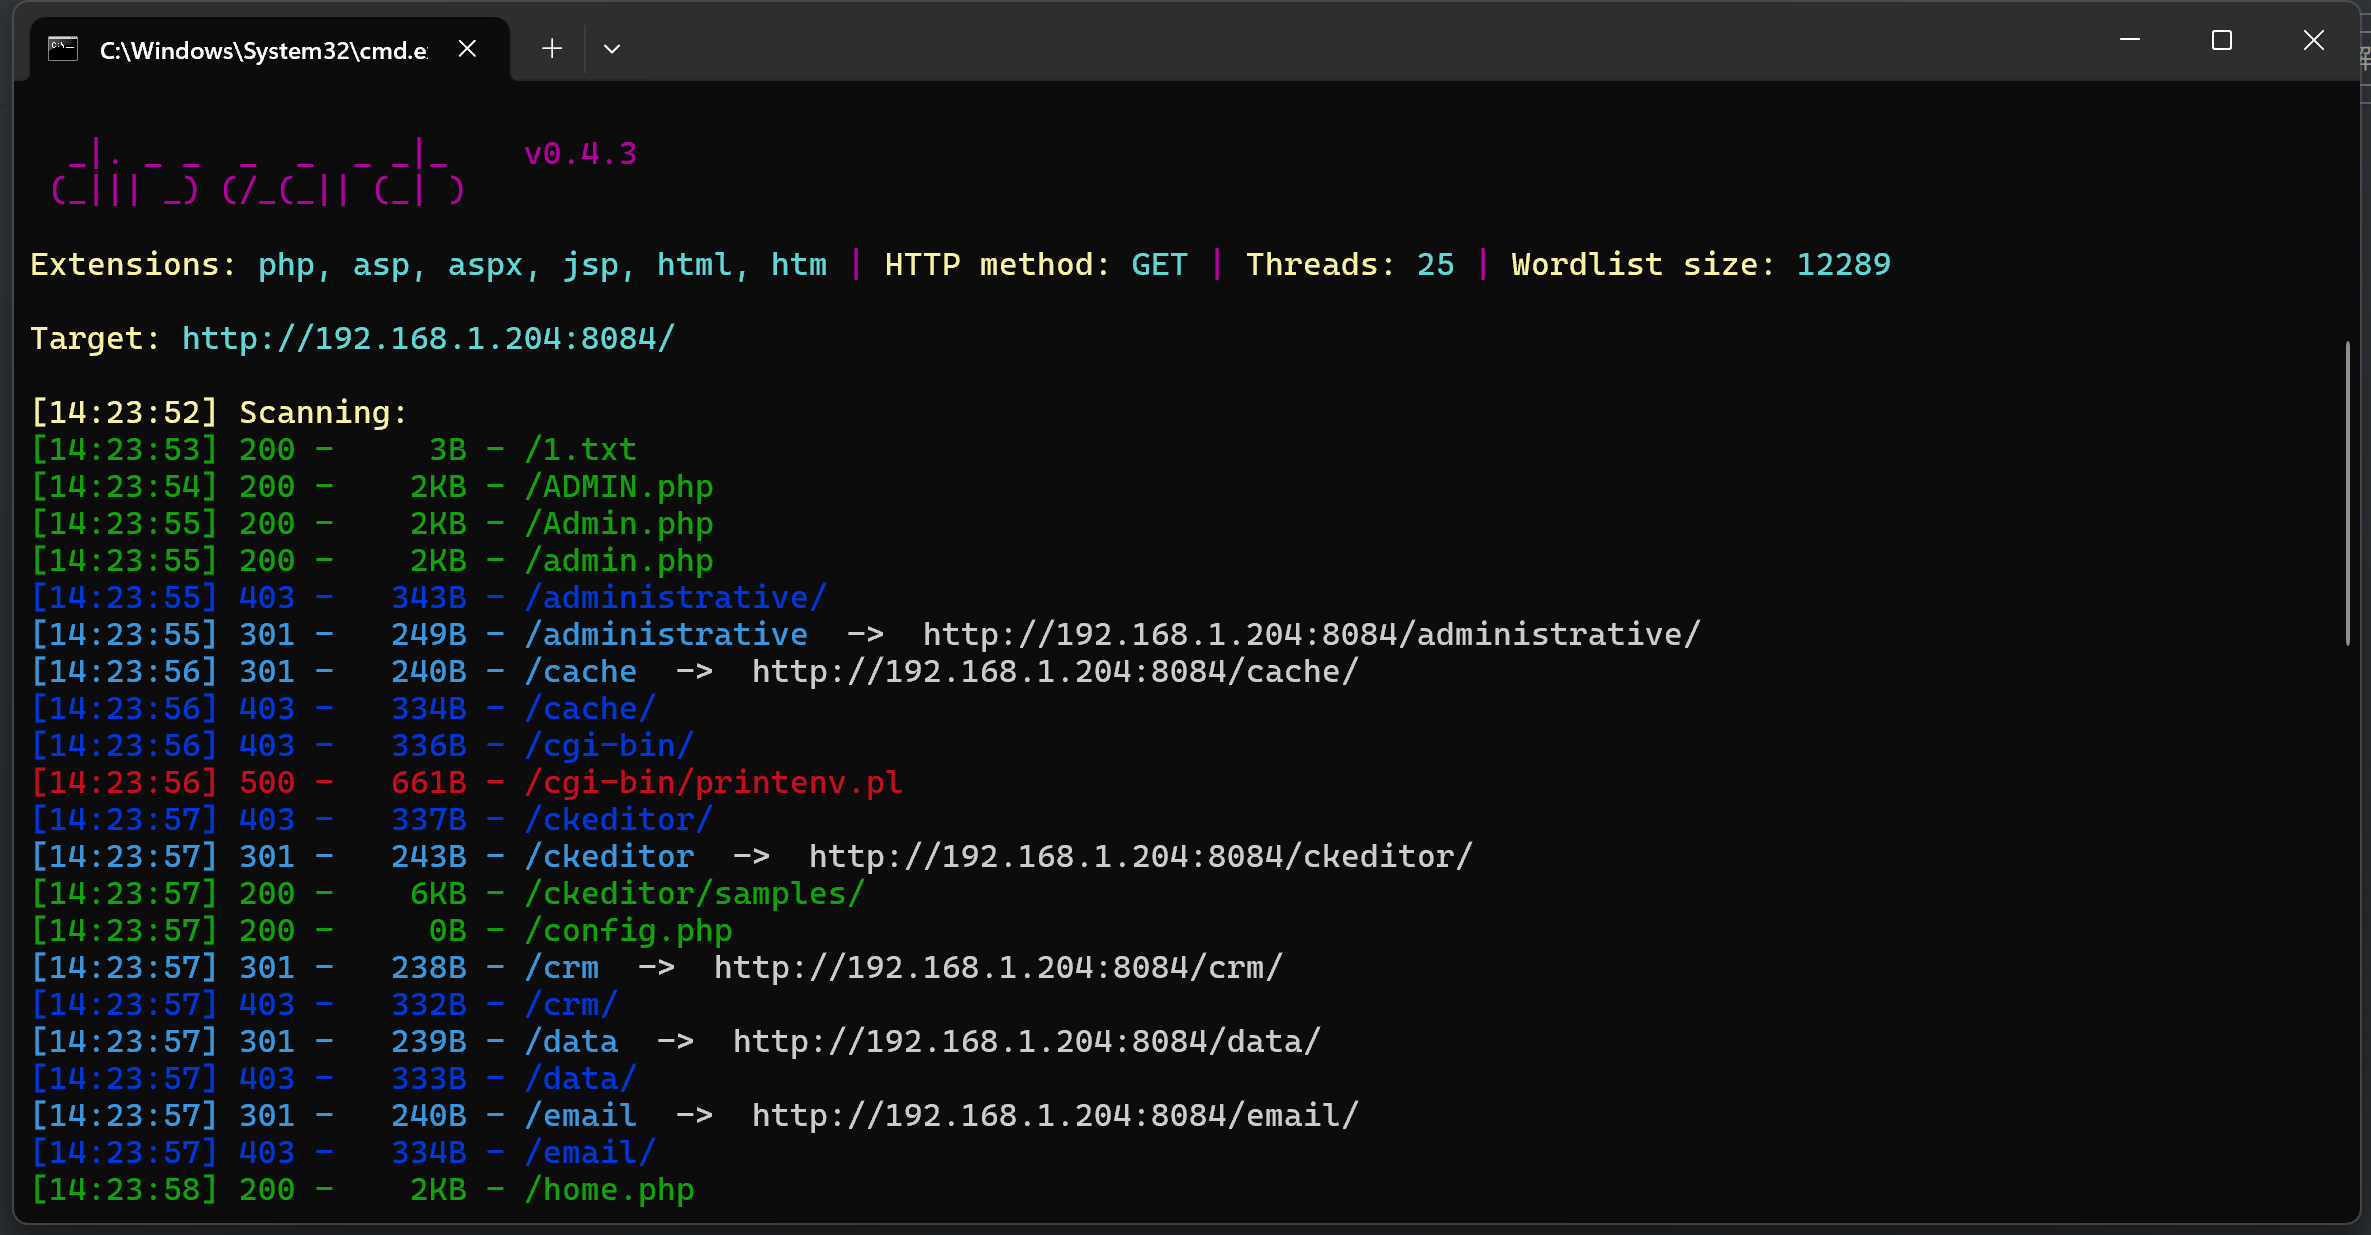 C:\Windows\System32\cmd.e
_|. _ _  _  _  _ _|_    v0.4.3
(_||| _) (/_(_|| (_| )
Extensions: php, asp, aspx, jsp, html, htm | HTTP method: GET | Threads: 25 | Wordlist size: 12289
Target: http://192.168.1.204:8084/
[14:23:52] Scanning:
[14:23:53] 200 -     3B - /1.txt
[14:23:54] 200 -    2KB - /ADMIN.php
[14:23:55] 200 -    2KB - /Admin.php
[14:23:55] 200 -    2KB - /admin.php
[14:23:55] 403 -   343B - /administrative/
[14:23:55] 301 -   249B - /administrative  ->  http://192.168.1.204:8084/administrative/
[14:23:56] 301 -   240B - /cache  ->  http://192.168.1.204:8084/cache/
[14:23:56] 403 -   334B - /cache/
[14:23:56] 403 -   336B - /cgi-bin/
[14:23:56] 500 -   661B - /cgi-bin/printenv.pl
[14:23:57] 403 -   337B - /ckeditor/
[14:23:57] 301 -   243B - /ckeditor  ->  http://192.168.1.204:8084/ckeditor/
[14:23:57] 200 -    6KB - /ckeditor/samples/
[14:23:57] 200 -     0B - /config.php
[14:23:57] 301 -   238B - /crm  ->  http://192.168.1.204:8084/crm/
[14:23:57] 403 -   332B - /crm/
[14:23:57] 301 -   239B - /data  ->  http://192.168.1.204:8084/data/
[14:23:57] 403 -   333B - /data/
[14:23:57] 301 -   240B - /email  ->  http://192.168.1.204:8084/email/
[14:23:57] 403 -   334B - /email/
[14:23:58] 200 -    2KB - /home.php